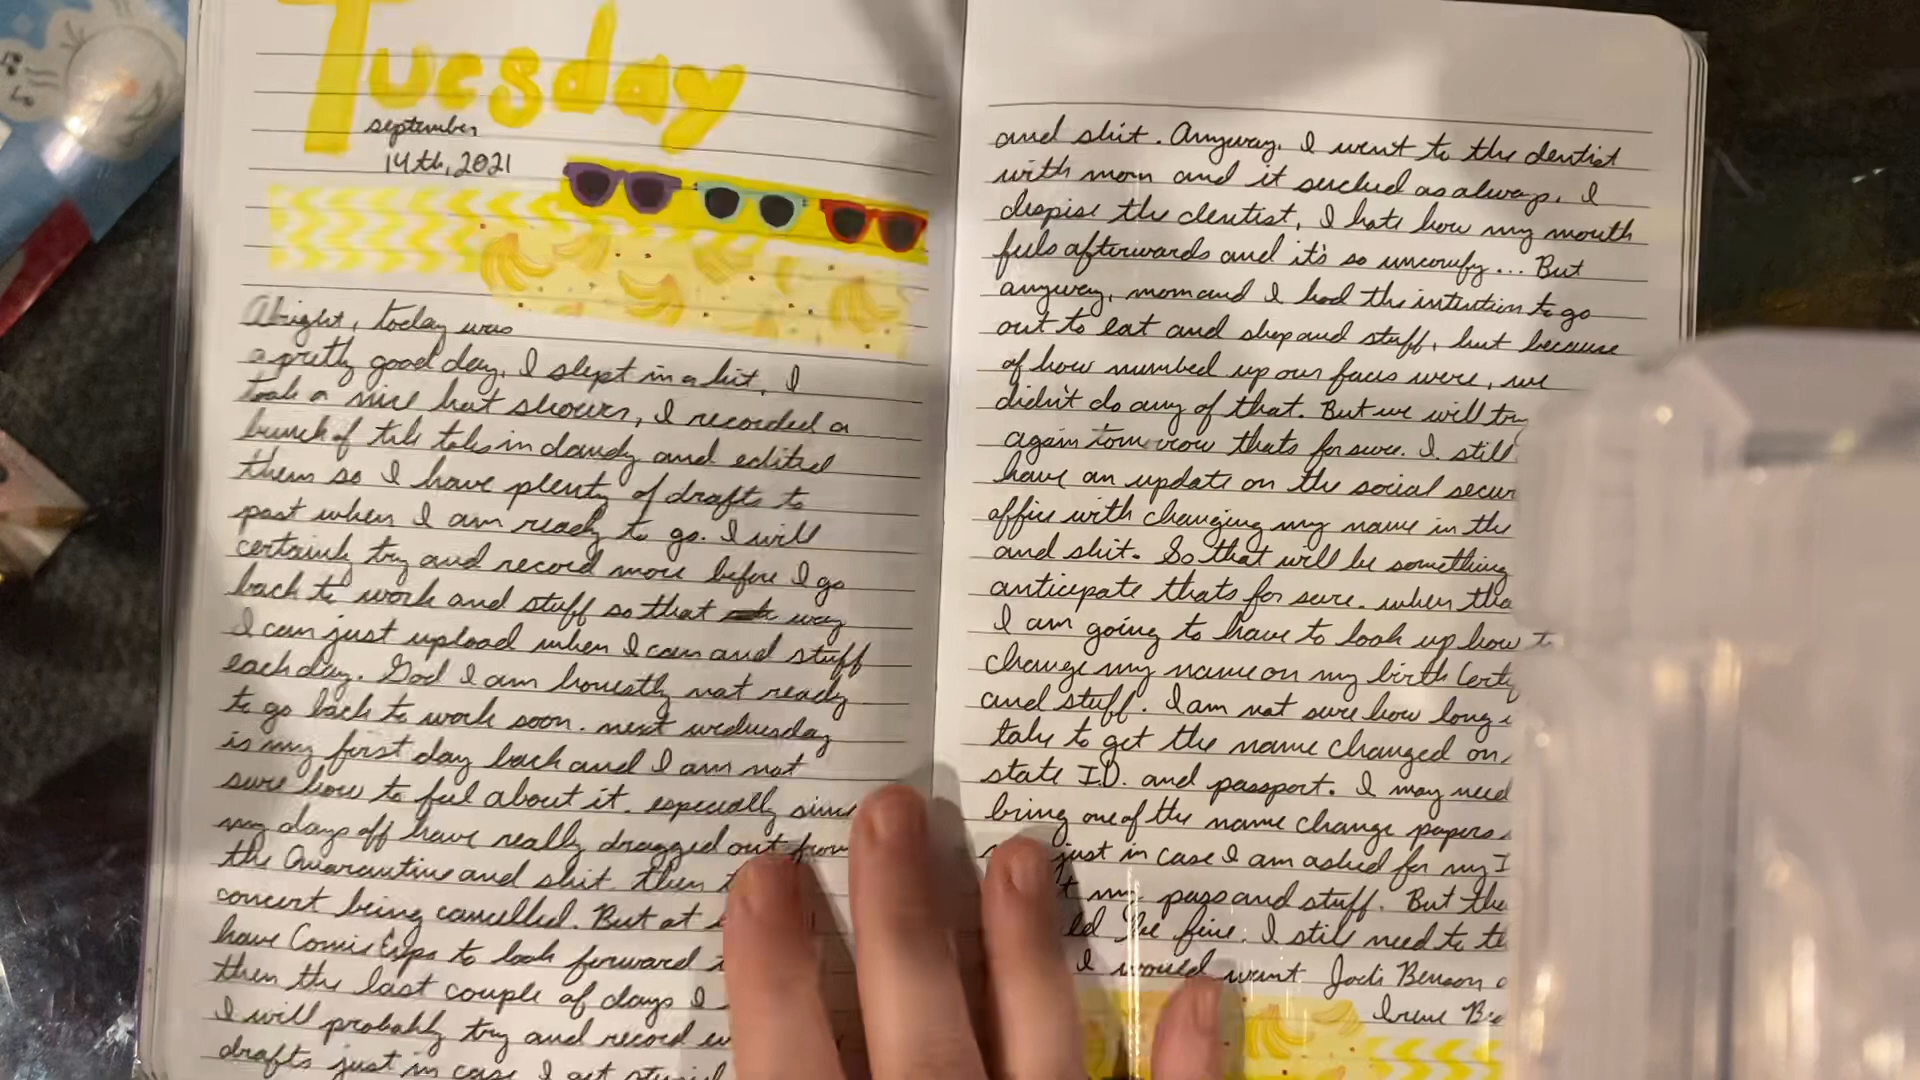 Tuesday
september
14th, 2021
Alright, today was
a pretty good day, I slept in a bit, I
took a nice hot shower, I recorded a
bunch of tik toks in dandy and edited
them so I have plenty of drafts to
post when I am ready to go. I will
certainly try and record more before I go
back to work and stuff so that way
I can just upload when I can and stuff
each day. God I am honestly not ready
to go back to work soon. next wednesday
is my first day back and I am not
sure how to feel about it. especially since
my days off have really dragged out from
the Quarantine and shit. then
concert being cancelled. But at
have Comic to look forward
then the last couple of days I
I will probably try and record
drafts just in case I get
and shit. Anyway, I went to the dentist
with mom and it sucked as always. I
despise the dentist, I hate how my mouth
feels afterwards and it's so uncomfy... But
anyway, mom and I had the intention to go
out to eat and shop and stuff, but because
of how numbed up our faces were, we
didn't do any of that. But we will try
again tomorrow thats for sure. I still
have an update on the social secur
office with changing my name in the
and shit. So that will be something
anticipate thats for sure. when tha
I am going to have to look up how t
change my name on my birth Certi
and stuff. I am not sure how long i
take to get the name changed on
state I.D. and passport. I may need
bring one of the name change papers
just in case I am asked for my I
my pass and stuff. But the
ld be fine. I still need to
I would want Jodi Benson o
Irene Be